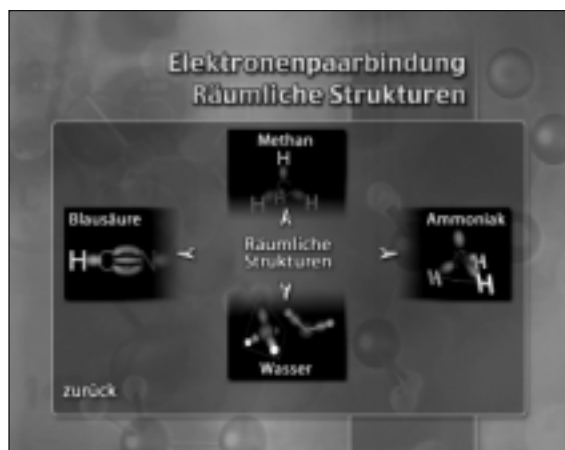 Elektronenpaarbindung
Räumliche Strukturen
Methan
H
H H H
Blausäure
H
Räumliche
Strukturen
Ammoniak
H H
H
Wasser
zurück